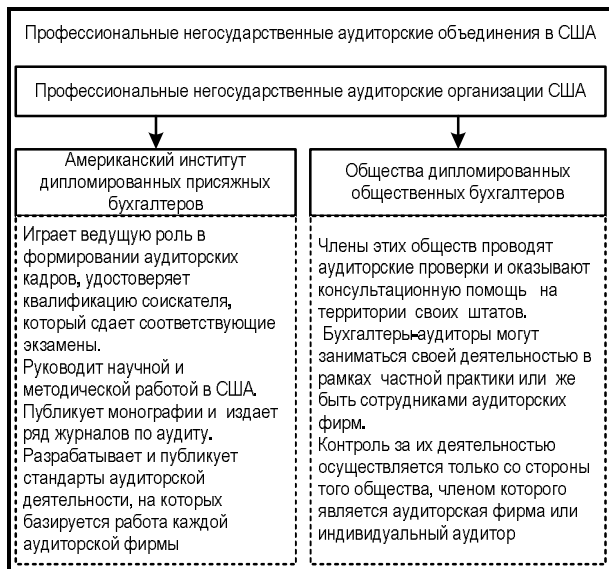 Профессиональные негосударственные аудиторские объединения в США
Профессиональные негосударственные аудиторские организации США
Американский институт
дипломированных присяжных
бухгалтеров
Играет ведущую роль в
формировании аудиторских
кадров, удостоверяет
квалификацию соискателя,
который сдает соответствующие
экзамены.
Руководит научной и
методической работой в США.
Публикует монографии и издает
ряд журналов по аудиту.
Разрабатывает и публикует
стандарты аудиторской
деятельности, на которых
базируется работа каждой
аудиторской фирмы
Общества дипломированных
общественных бухгалтеров
Члены этих обществ проводят
аудиторские проверки и оказывают
консультационную помощь на
территории своих штатов.
Бухгалтеры-аудиторы могут
заниматься своей деятельностью в
рамках частной практики или же
быть сотрудниками аудиторских
фирм.
Контроль за их деятельностью
осуществляется только со стороны
того общества, членом которого
является аудиторская фирма или
индивидуальный аудитор